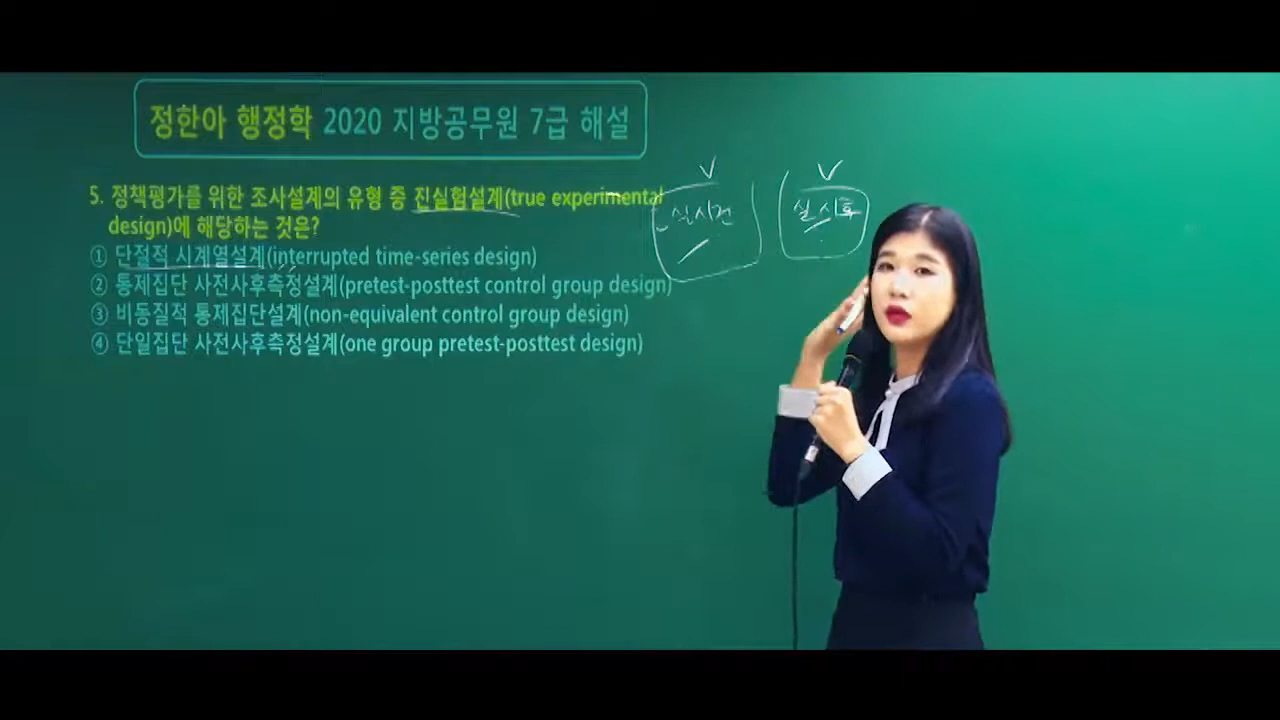 정한아 행정학 2020 지방공무원 7급 해설
5. 정책평가를 위한 조사설계의 유형 중 진실험설계(true experimental
design)에 해당하는 것은?
① 단절적 시계열설계(interrupted time-series design)
② 통제집단 사전사후측정설계(pretest-posttest control group design)
③ 비동질적 통제집단설계(non-equivalent control group design)
④ 단일집단 사전사후측정설계(one group pretest-posttest design)
V V
실시전 실시후